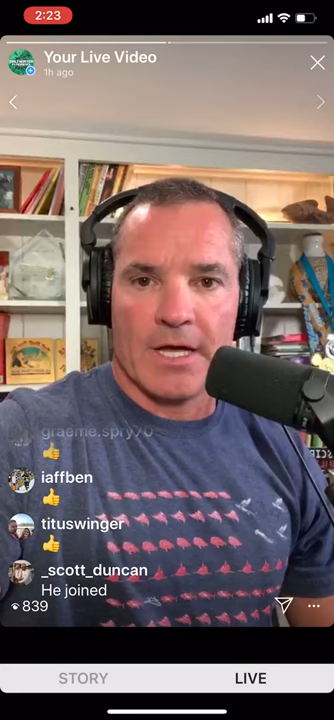 2:23
Your Live Video
1h ago
graeme.spry70
👍
iaffben
👍
tituswinger
👍
_scott_duncan
He joined
839
STORY
LIVE